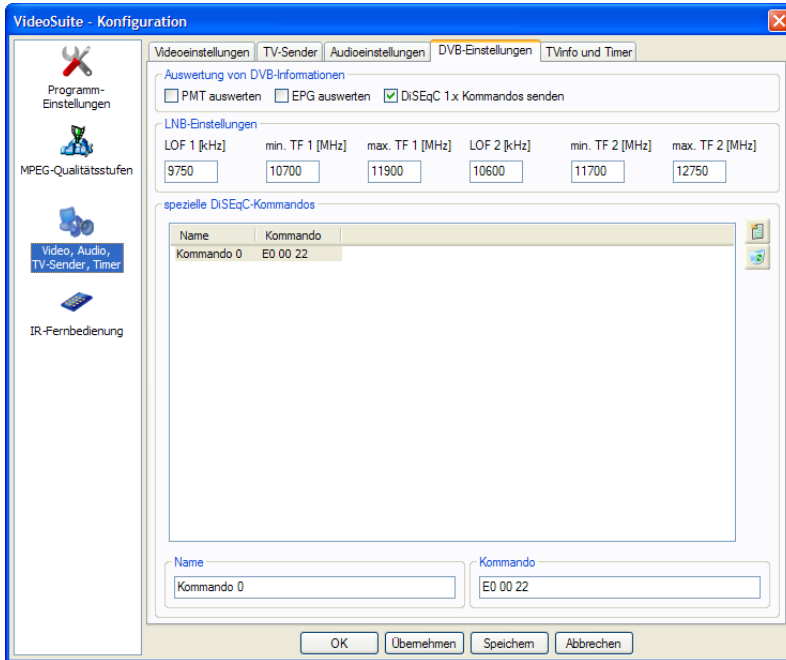 VideoSuite - Konfiguration
Programm-
Einstellungen
MPEG-Qualitätsstufen
Video, Audio,
TV-Sender, Timer
IR-Fernbedienung
Videoeinstellungen TV-Sender Audioeinstellungen DVB-Einstellungen TVinfo und Timer
Auswertung von DVB-Informationen
PMT auswerten EPG auswerten DiSEqC 1.x Kommandos senden
LNB-Einstellungen
LOF 1 [kHz] min. TF 1 [MHz] max. TF 1 [MHz] LOF 2 [kHz] min. TF 2 [MHz] max. TF 2 [MHz]
9750 10700 11900 10600 11700 12750
spezielle DiSEqC-Kommandos
Name Kommando
Kommando 0 E0 00 22
Name Kommando
Kommando 0 E0 00 22
OK Übernehmen Speichern Abbrechen